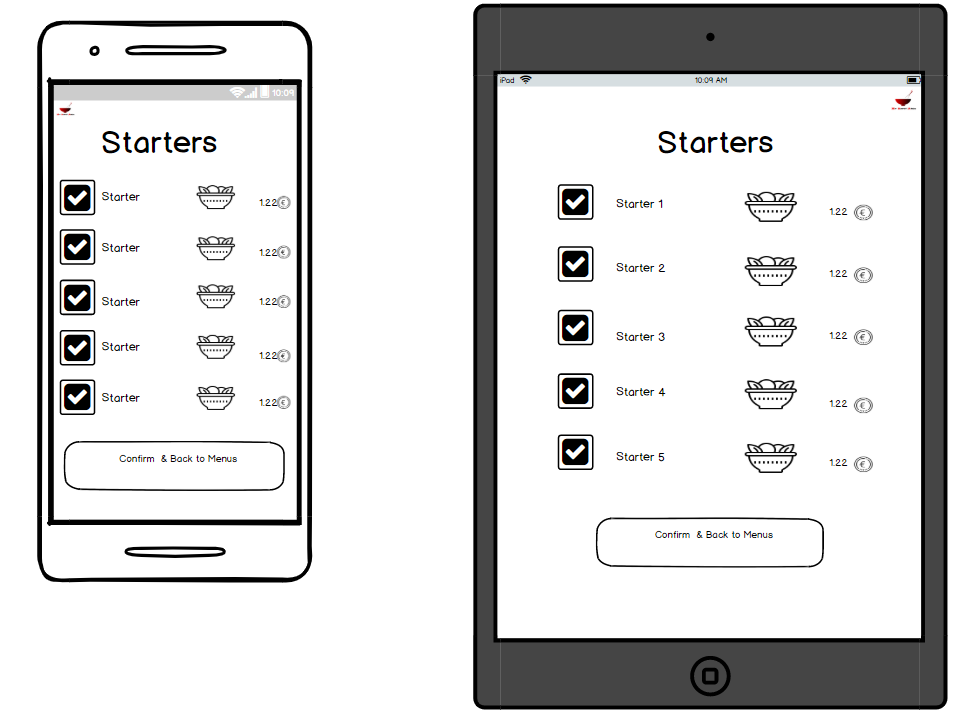 10:09
Starters
Starter
1.22
Starter
1.22
Starter
1.22
Starter
1.22
Starter
1.22
Confirm & Back to Menus
iPad
10:09 AM
Starters
Starter 1
1.22
Starter 2
1.22
Starter 3
1.22
Starter 4
1.22
Starter 5
1.22
Confirm & Back to Menus